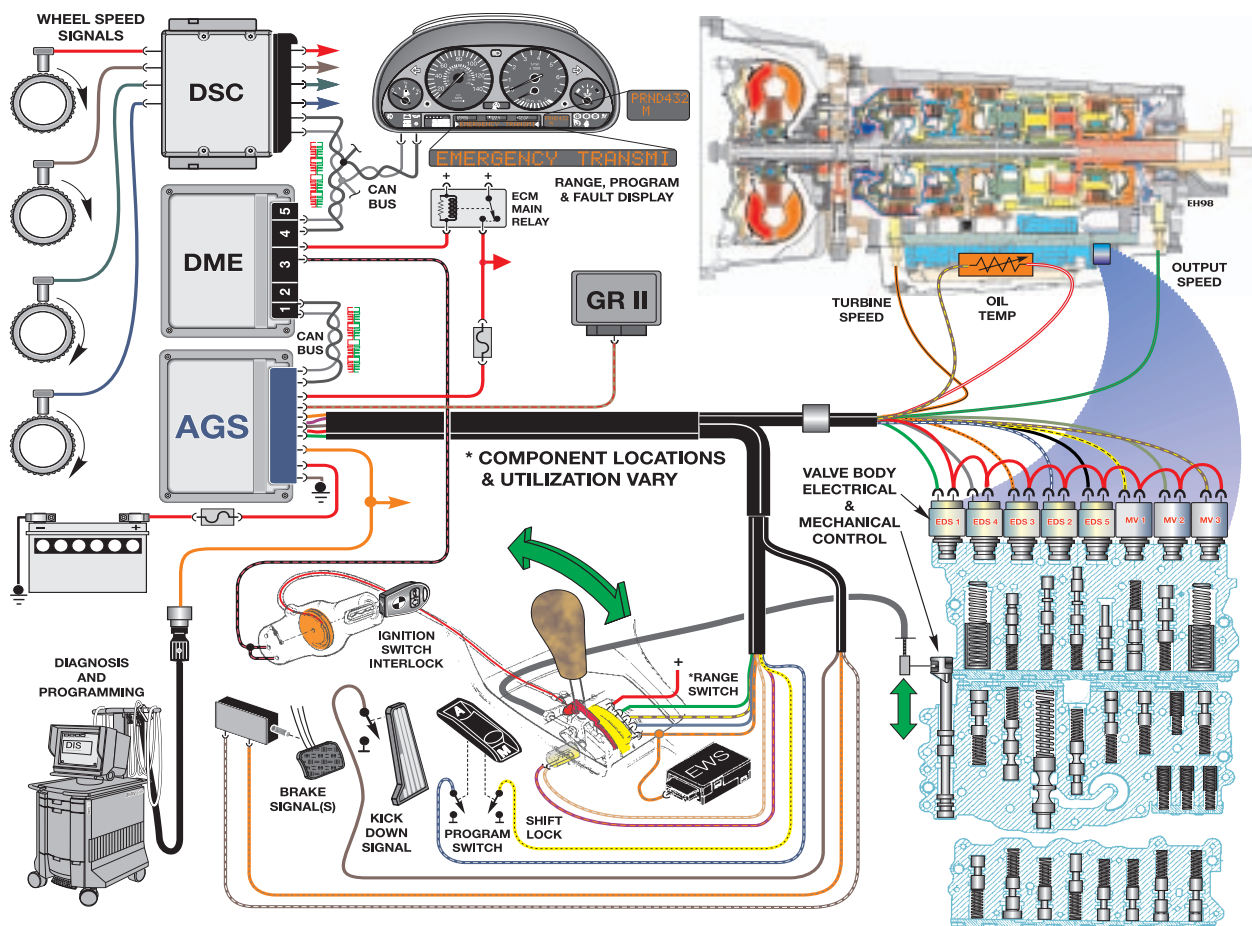 WHEEL SPEED
SIGNALS
DSC
PRND432
M
EMERGENCY TRANSMI
RANGE, PROGRAM
& FAULT DISPLAY
CAN
BUS
ECM
MAIN
RELAY
+
+
DME
5
4
3
2
1
CAN
BUS
AGS
GR II
EH98
TURBINE
SPEED
OIL
TEMP
OUTPUT
SPEED
* COMPONENT LOCATIONS
& UTILIZATION VARY
VALVE BODY
ELECTRICAL
&
MECHANICAL
CONTROL
EDS 1
EDS 4
EDS 3
EDS 2
EDS 5
MV 1
MV 2
MV 3
–
+
IGNITION
SWITCH
INTERLOCK
+
*RANGE
SWITCH
DIAGNOSIS
AND
PROGRAMMING
DIS
BRAKE
SIGNAL(S)
KICK
DOWN
SIGNAL
A
M
PROGRAM
SWITCH
SHIFT
LOCK
EWS